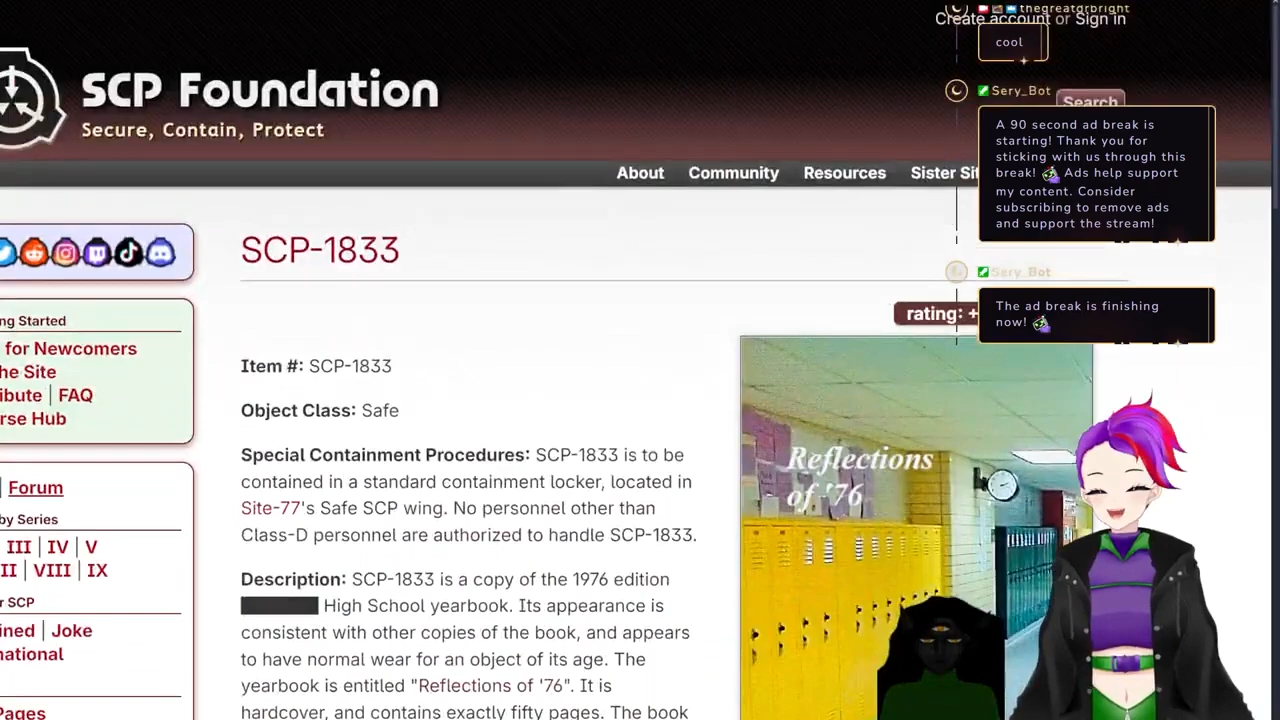 thegreatgrbright
Create account or Sign in
cool
SCP Foundation
Secure, Contain, Protect
Sery_Bot
Search
A 90 second ad break is
starting! Thank you for
sticking with us through this
break! Ads help support
my content. Consider
subscribing to remove ads
and support the stream!
About Community Resources Sister Sit
SCP-1833
Sery_Bot
The ad break is finishing
now!
rating: +
ng Started
for Newcomers
he Site
ribute | FAQ
rse Hub
| Forum
by Series
III | IV | V
II | VIII | IX
r SCP
ined | Joke
national
Pages
Item #: SCP-1833
Object Class: Safe
Special Containment Procedures: SCP-1833 is to be
contained in a standard containment locker, located in
Site-77's Safe SCP wing. No personnel other than
Class-D personnel are authorized to handle SCP-1833.
Description: SCP-1833 is a copy of the 1976 edition
High School yearbook. Its appearance is
consistent with other copies of the book, and appears
to have normal wear for an object of its age. The
yearbook is entitled "Reflections of '76". It is
hardcover, and contains exactly fifty pages. The book
Reflections
of '76